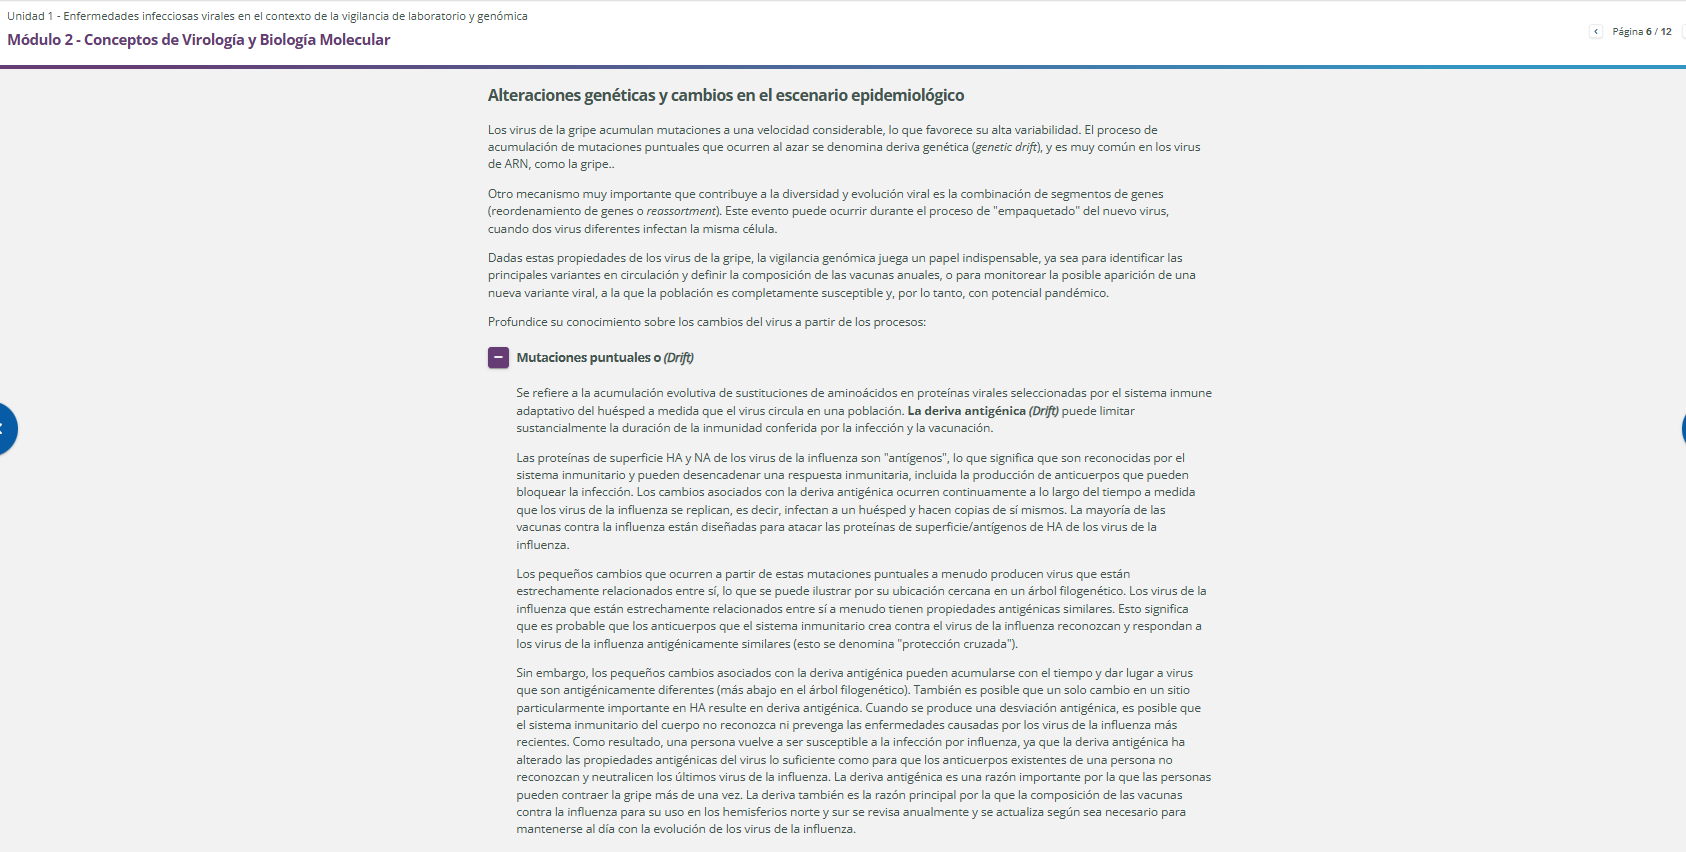 Unidad 1 - Enfermedades infecciosas virales en el contexto de la vigilancia de laboratorio y genómica
Módulo 2 - Conceptos de Virología y Biología Molecular
Página 6 / 12
Alteraciones genéticas y cambios en el escenario epidemiológico
Los virus de la gripe acumulan mutaciones a una velocidad considerable, lo que favorece su alta variabilidad. El proceso de
acumulación de mutaciones puntuales que ocurren al azar se denomina deriva genética (genetic drift), y es muy común en los virus
de ARN, como la gripe..
Otro mecanismo muy importante que contribuye a la diversidad y evolución viral es la combinación de segmentos de genes
(reordenamiento de genes o reassortment). Este evento puede ocurrir durante el proceso de "empaquetado" del nuevo virus,
cuando dos virus diferentes infectan la misma célula.
Dadas estas propiedades de los virus de la gripe, la vigilancia genómica juega un papel indispensable, ya sea para identificar las
principales variantes en circulación y definir la composición de las vacunas anuales, o para monitorear la posible aparición de una
nueva variante viral, a la que la población es completamente susceptible y, por lo tanto, con potencial pandémico.
Profundice su conocimiento sobre los cambios del virus a partir de los procesos:
Mutaciones puntuales o (Drift)
Se refiere a la acumulación evolutiva de sustituciones de aminoácidos en proteínas virales seleccionadas por el sistema inmune
adaptativo del huésped a medida que el virus circula en una población. La deriva antigénica (Drift) puede limitar
sustancialmente la duración de la inmunidad conferida por la infección y la vacunación.
Las proteínas de superficie HA y NA de los virus de la influenza son "antígenos", lo que significa que son reconocidas por el
sistema inmunitario y pueden desencadenar una respuesta inmunitaria, incluida la producción de anticuerpos que pueden
bloquear la infección. Los cambios asociados con la deriva antigénica ocurren continuamente a lo largo del tiempo a medida
que los virus de la influenza se replican, es decir, infectan a un huésped y hacen copias de sí mismos. La mayoría de las
vacunas contra la influenza están diseñadas para atacar las proteínas de superficie/antígenos de HA de los virus de la
influenza.
Los pequeños cambios que ocurren a partir de estas mutaciones puntuales a menudo producen virus que están
estrechamente relacionados entre sí, lo que se puede ilustrar por su ubicación cercana en un árbol filogenético. Los virus de la
influenza que están estrechamente relacionados entre sí a menudo tienen propiedades antigénicas similares. Esto significa
que es probable que los anticuerpos que el sistema inmunitario crea contra el virus de la influenza reconozcan y respondan a
los virus de la influenza antigénicamente similares (esto se denomina "protección cruzada").
Sin embargo, los pequeños cambios asociados con la deriva antigénica pueden acumularse con el tiempo y dar lugar a virus
que son antigénicamente diferentes (más abajo en el árbol filogenético). También es posible que un solo cambio en un sitio
particularmente importante en HA resulte en deriva antigénica. Cuando se produce una desviación antigénica, es posible que
el sistema inmunitario del cuerpo no reconozca ni prevenga las enfermedades causadas por los virus de la influenza más
recientes. Como resultado, una persona vuelve a ser susceptible a la infección por influenza, ya que la deriva antigénica ha
alterado las propiedades antigénicas del virus lo suficiente como para que los anticuerpos existentes de una persona no
reconozcan y neutralicen los últimos virus de la influenza. La deriva antigénica es una razón importante por la que las personas
pueden contraer la gripe más de una vez. La deriva también es la razón principal por la que la composición de las vacunas
contra la influenza para su uso en los hemisferios norte y sur se revisa anualmente y se actualiza según sea necesario para
mantenerse al día con la evolución de los virus de la influenza.